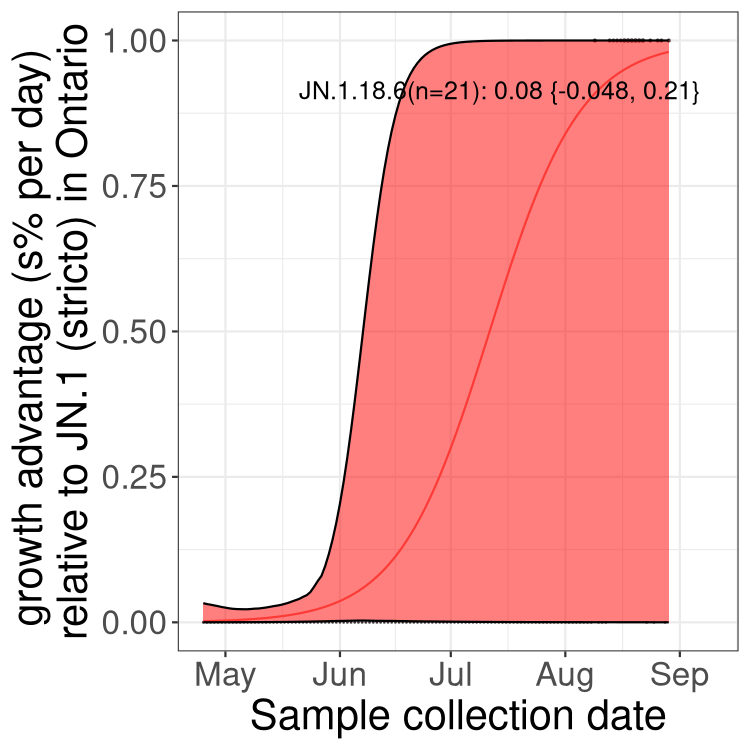 growth advantage (s% per day)
relative to JN.1 (stricto) in Ontario
1.00
0.75
0.50
0.25
0.00
JN.1.18.6(n=21): 0.08 {-0.048, 0.21}
May Jun Jul Aug Sep
Sample collection date